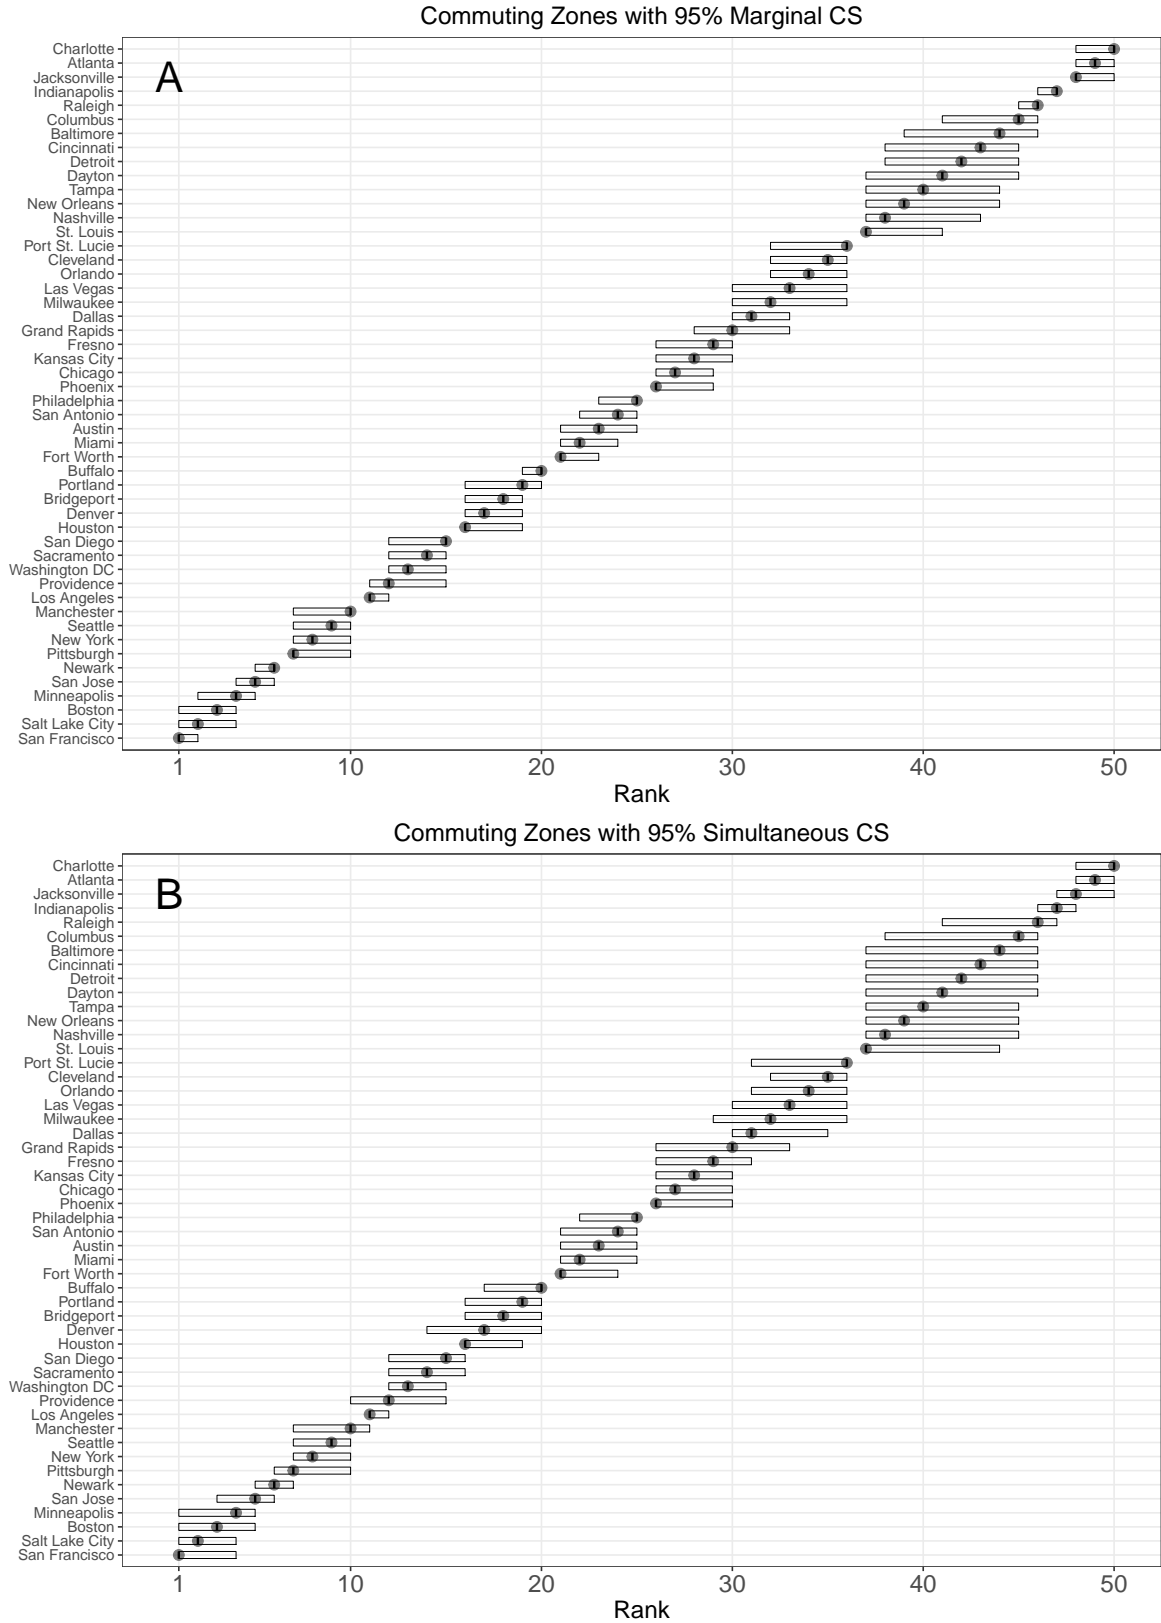 Commuting Zones with 95% Marginal CS
A
Charlotte
Atlanta
Jacksonville
Indianapolis
Raleigh
Columbus
Baltimore
Cincinnati
Detroit
Dayton
Tampa
New Orleans
Nashville
St. Louis
Port St. Lucie
Cleveland
Orlando
Las Vegas
Milwaukee
Dallas
Grand Rapids
Fresno
Kansas City
Chicago
Phoenix
Philadelphia
San Antonio
Austin
Miami
Fort Worth
Buffalo
Portland
Bridgeport
Denver
Houston
San Diego
Sacramento
Washington DC
Providence
Los Angeles
Manchester
Seattle
New York
Pittsburgh
Newark
San Jose
Minneapolis
Boston
Salt Lake City
San Francisco
1 10 20 30 40 50
Rank
Commuting Zones with 95% Simultaneous CS
B
Charlotte
Atlanta
Jacksonville
Indianapolis
Raleigh
Columbus
Baltimore
Cincinnati
Detroit
Dayton
Tampa
New Orleans
Nashville
St. Louis
Port St. Lucie
Cleveland
Orlando
Las Vegas
Milwaukee
Dallas
Grand Rapids
Fresno
Kansas City
Chicago
Phoenix
Philadelphia
San Antonio
Austin
Miami
Fort Worth
Buffalo
Portland
Bridgeport
Denver
Houston
San Diego
Sacramento
Washington DC
Providence
Los Angeles
Manchester
Seattle
New York
Pittsburgh
Newark
San Jose
Minneapolis
Boston
Salt Lake City
San Francisco
1 10 20 30 40 50
Rank